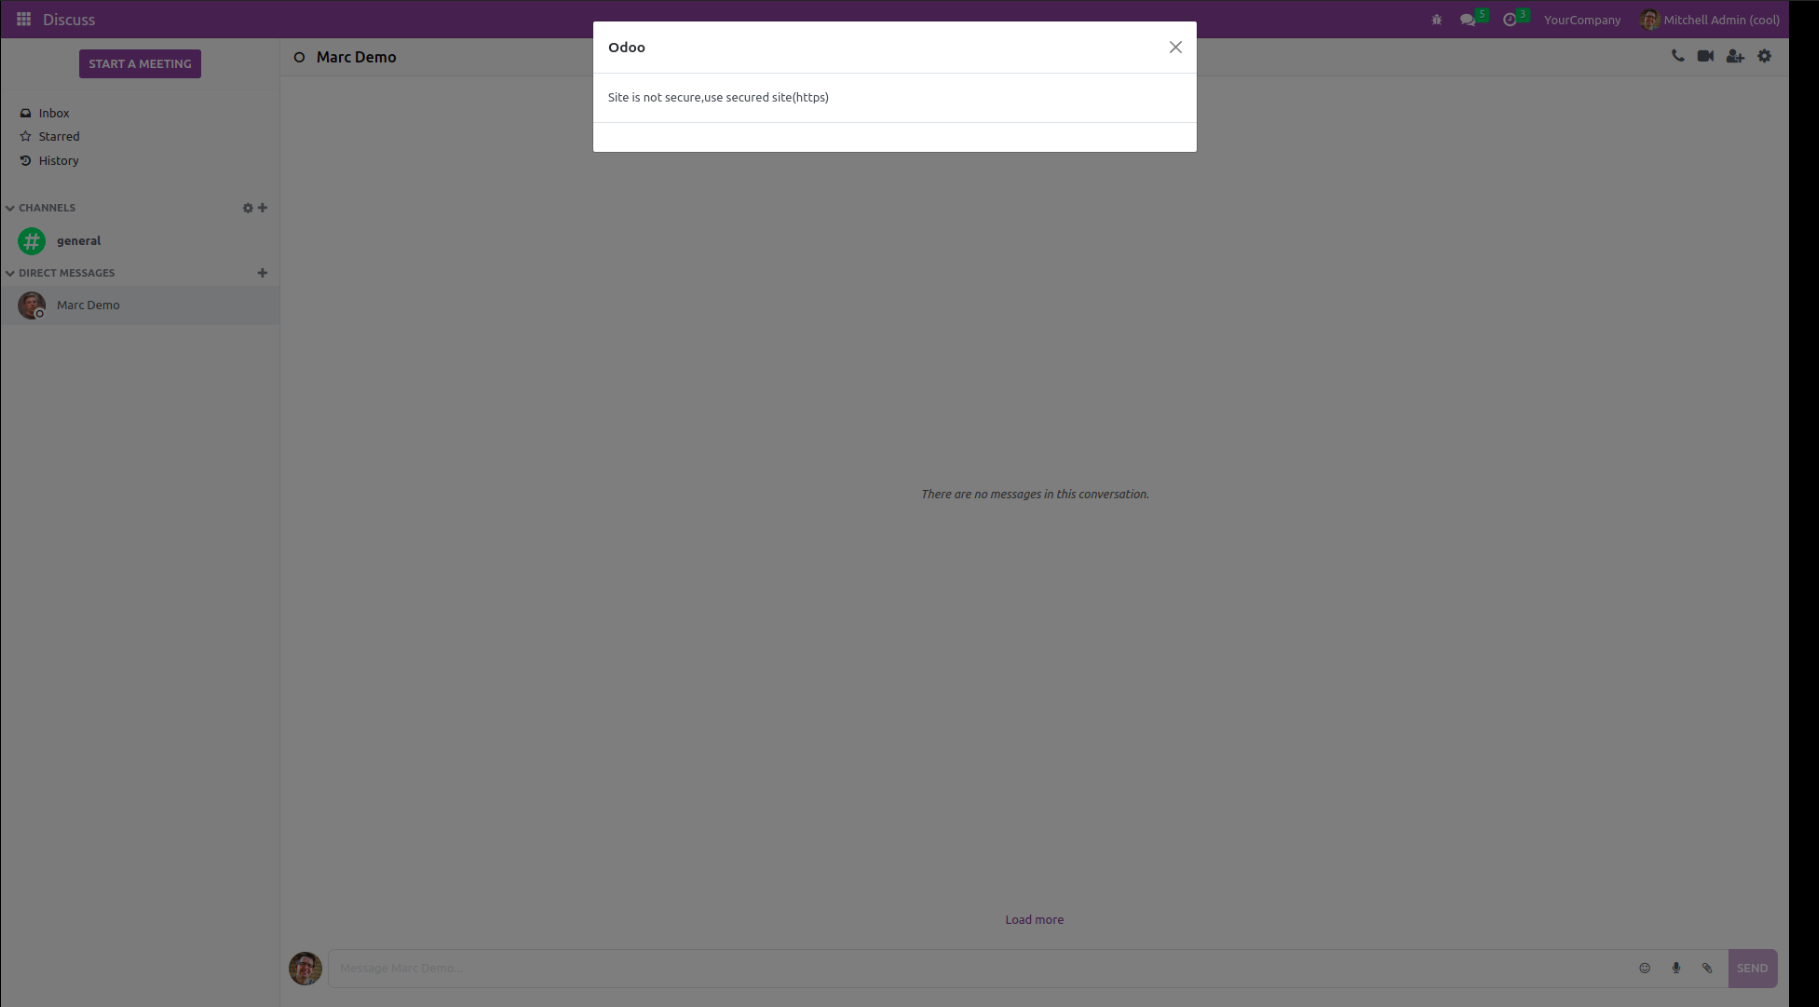 Discuss
5
3
YourCompany
Mitchell Admin (cool)
START A MEETING
Inbox
Starred
History
CHANNELS
general
DIRECT MESSAGES
Marc Demo
Marc Demo
Odoo
Site is not secure,use secured site(https)
There are no messages in this conversation.
Load more
Message Marc Demo...
SEND